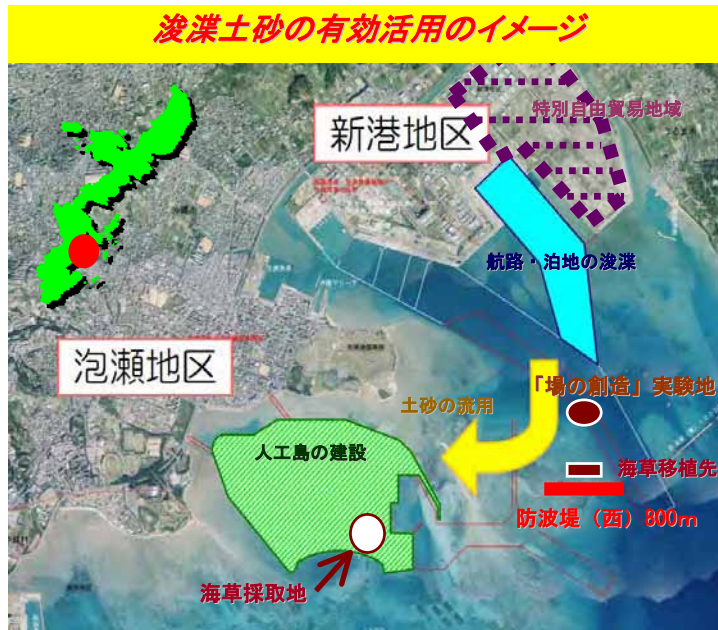 浚渫土砂の有効活用のイメージ
特別自由貿易地域
新港地区
航路・泊地の浚渫
泡瀬地区
「場の創造」実験地
土砂の流用
人工島の建設
海草移植先
防波堤（西）800m
海草採取地